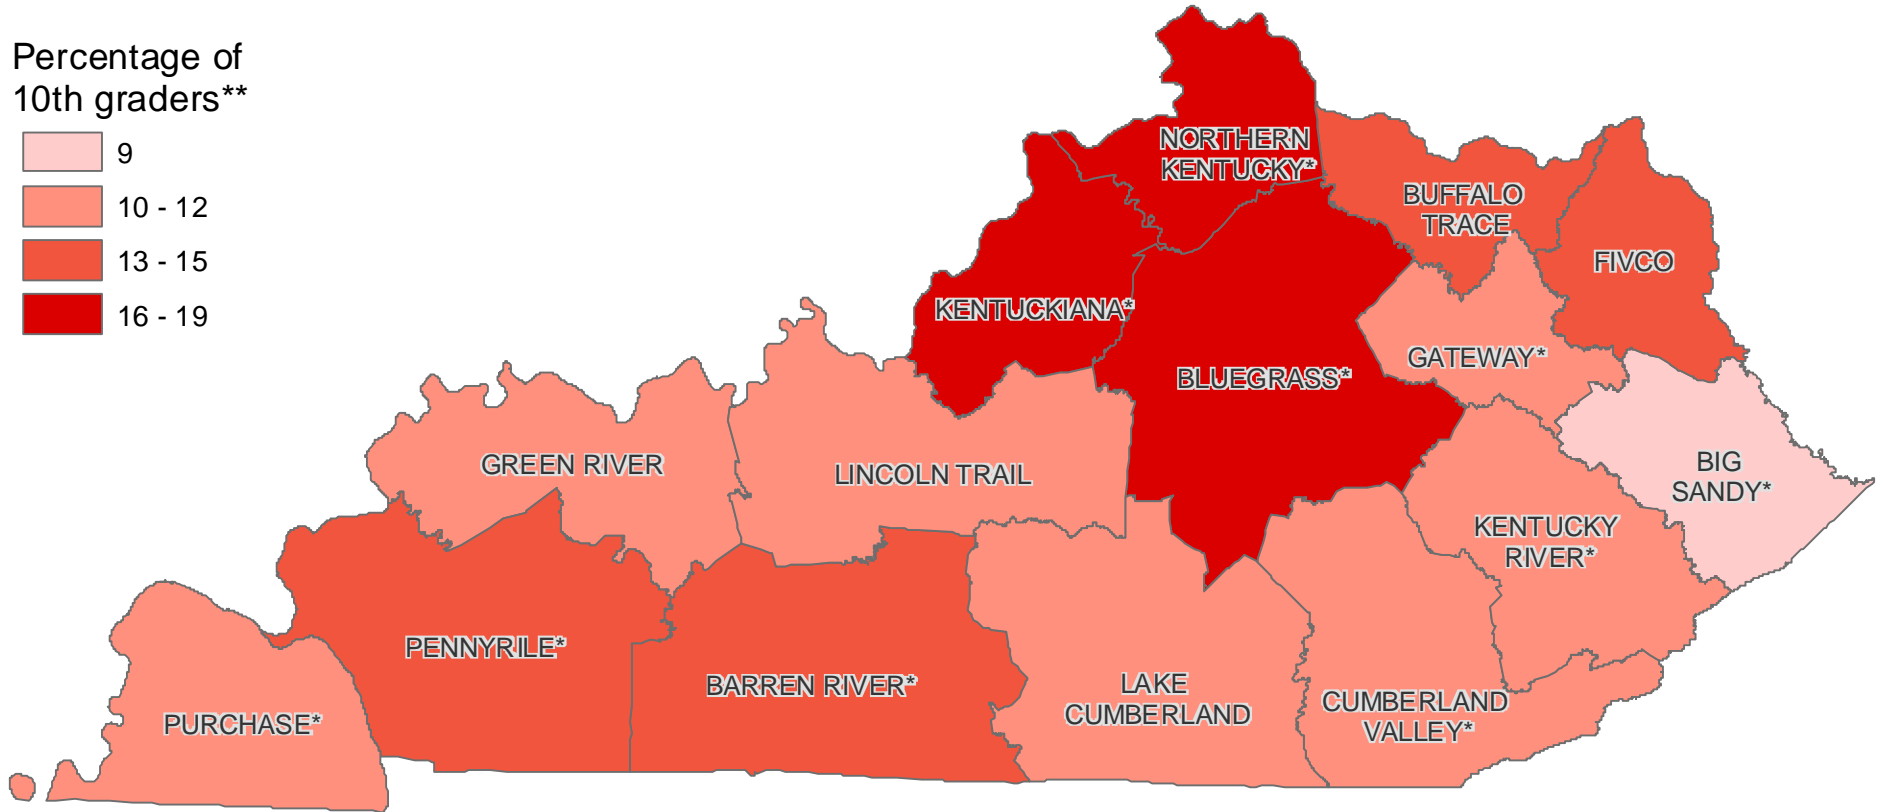 Percentage of
10th graders**
9
10 - 12
13 - 15
16 - 19
NORTHERN
KENTUCKY*
BUFFALO
TRACE
FIVCO
KENTUCKIANA*
GATEWAY*
BLUEGRASS*
GREEN RIVER
LINCOLN TRAIL
BIG
SANDY*
KENTUCKY
RIVER*
PENNYRILE*
BARREN RIVER*
LAKE
CUMBERLAND
CUMBERLAND
VALLEY*
PURCHASE*